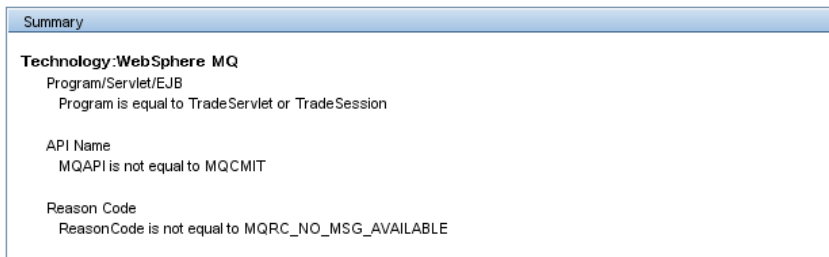 Summary
Technology:WebSphere MQ
Program/Servlet/EJB
Program is equal to TradeServlet or TradeSession
API Name
MQAPI is not equal to MQCMIT
Reason Code
ReasonCode is not equal to MQRC_NO_MSG_AVAILABLE